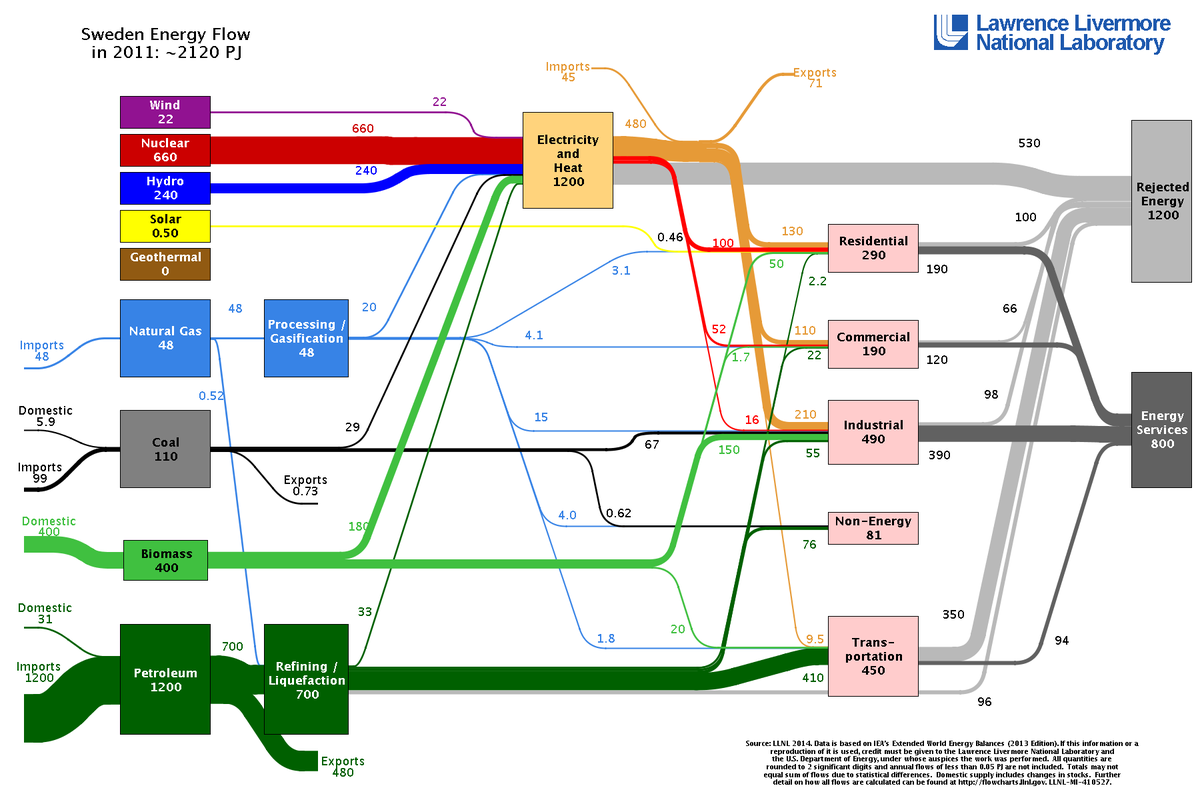 Sweden Energy Flow
in 2011: ~2120 PJ
Lawrence Livermore
National Laboratory
Imports
45
Exports
71
Wind
22
22
Nuclear
660
660
Hydro
240
240
Solar
0.50
0.46
Geothermal
0
Electricity
and
Heat
1200
480
530
Rejected
Energy
1200
100
130
100
50
2.2
Residential
290
190
Imports
48
Natural Gas
48
48
0.52
Processing /
Gasification
48
20
3.1
4.1
66
52
110
1.7
22
Commercial
190
120
Domestic
5.9
Imports
99
Coal
110
Exports
0.73
29
15
67
98
16
210
150
55
Industrial
490
390
Energy
Services
800
Domestic
400
Biomass
400
180
4.0
0.62
Non-Energy
81
76
Domestic
31
Imports
1200
Petroleum
1200
700
Refining /
Liquefaction
700
33
Exports
480
1.8
20
9.5
410
Trans-
portation
450
350
94
96
Source: LLNL 2014. Data is based on IEA's Extended World Energy Balances (2013 Edition). If this information or a
reproduction of it is used, credit must be given to the Lawrence Livermore National Laboratory and
the U.S. Department of Energy, under whose auspices the work was performed. All quantities are
rounded to 2 significant digits and annual flows of less than 0.05 PJ are not included. Totals may not
equal sum of flows due to statistical differences. Domestic supply includes changes in stocks. Further
detail on how all flows are calculated can be found at http://flowcharts.llnl.gov. LLNL-MI-410527.